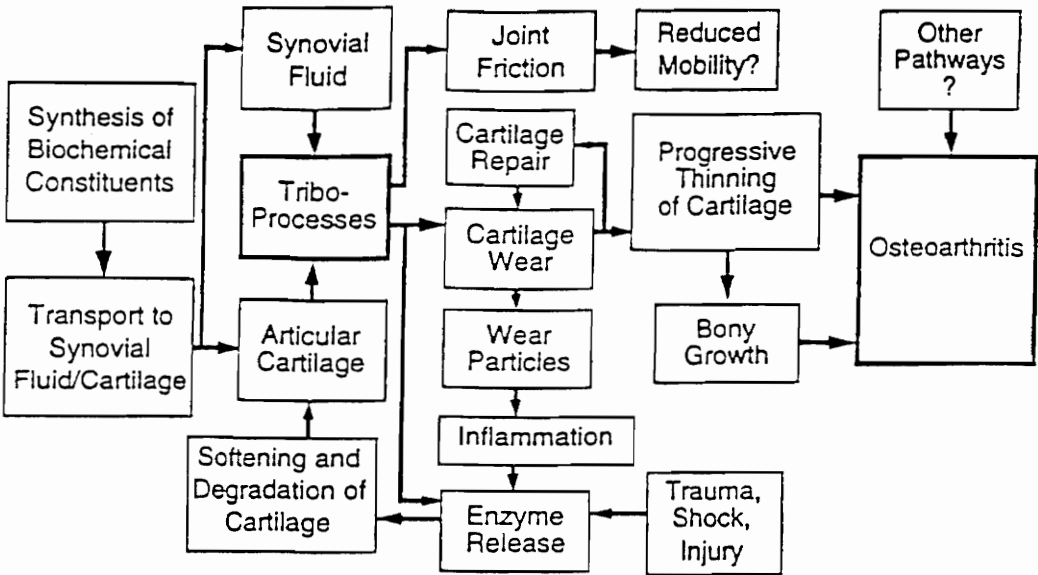 Synthesis of
Biochemical
Constituents
Transport to
Synovial
Fluid/Cartilage
Synovial
Fluid
Tribo-
Processes
Articular
Cartilage
Softening and
Degradation of
Cartilage
Joint
Friction
Reduced
Mobility?
Cartilage
Repair
Cartilage
Wear
Wear
Particles
Inflammation
Enzyme
Release
Trauma,
Shock,
Injury
Progressive
Thinning
of Cartilage
Bony
Growth
Other
Pathways
?
Osteoarthritis